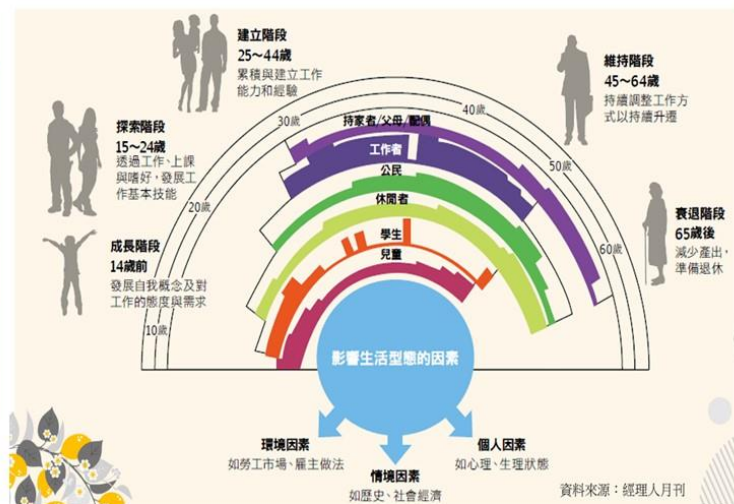 建立階段
25～44歲
累積與建立工作
能力和經驗
維持階段
45～64歲
持續調整工作方
式以持續升遷
探索階段
15～24歲
透過工作、上課
與嗜好，發展工
作基本技能
成長階段
14歲前
發展自我概念及對
工作的態度與需求
衰退階段
65歲後
減少產出，
準備退休
10歲
20歲
30歲
40歲
50歲
60歲
持家者/父母/配偶
工作者
公民
休閒者
學生
兒童
影響生活型態的因素
環境因素
如勞工市場、雇主做法
情境因素
如歷史、社會經濟
個人因素
如心理、生理狀態
資料來源：經理人月刊